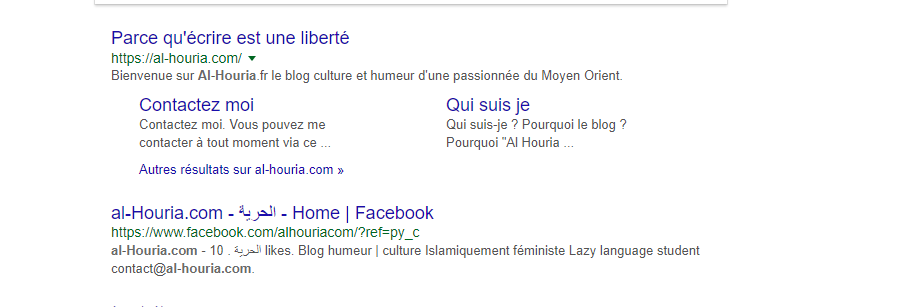 Parce qu'écrire est une liberté
https://al-houria.com/
Bienvenue sur Al-Houria.fr le blog culture et humeur d'une passionnée du Moyen Orient.
Contactez moi
Contactez moi. Vous pouvez me
contacter à tout moment via ce ...
Qui suis je
Qui suis-je ? Pourquoi le blog ?
Pourquoi "Al Houria ...
Autres résultats sur al-houria.com »
al-Houria.com - الحرية - Home | Facebook
https://www.facebook.com/alhouriacom/?ref=py_c
al-Houria.com - الحرية . 10 likes. Blog humeur | culture Islamiquement féministe Lazy language student
contact@al-houria.com.